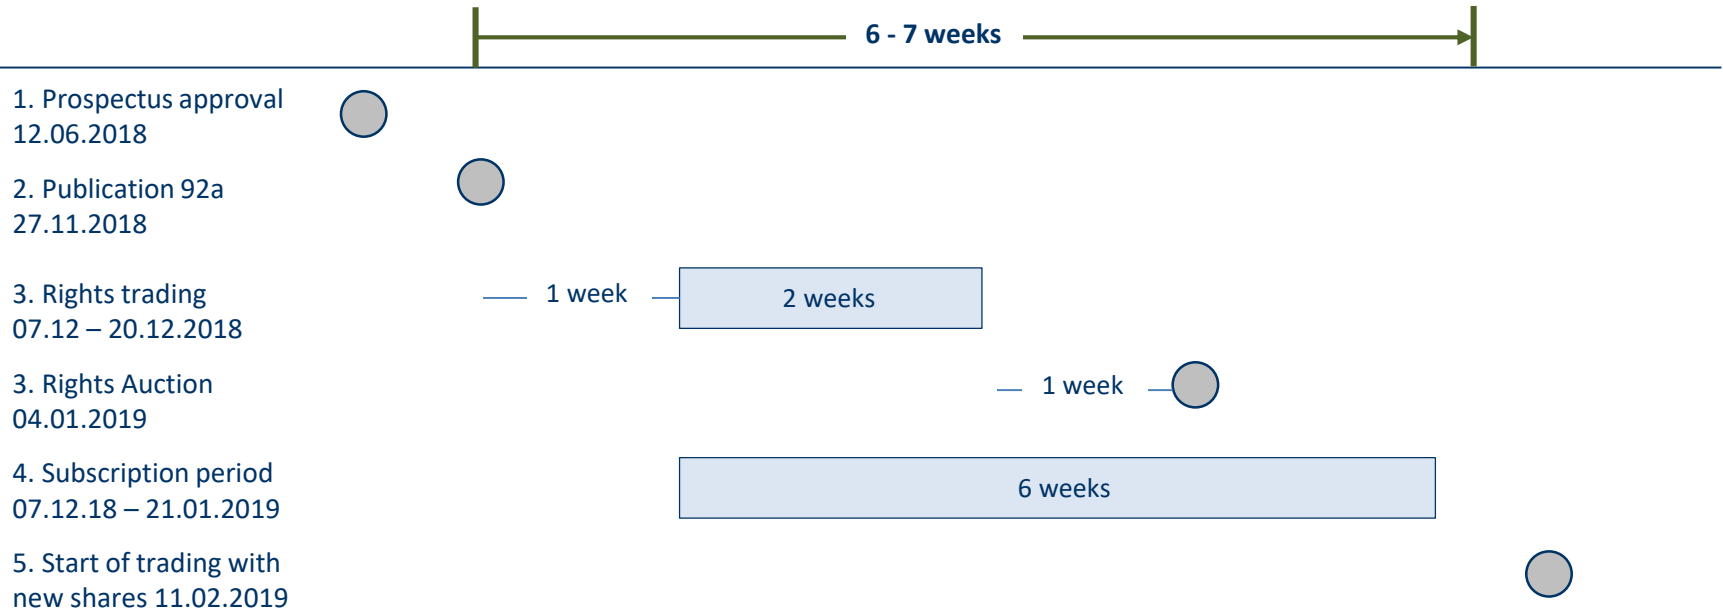 6 - 7 weeks
1. Prospectus approval
12.06.2018
2. Publication 92a
27.11.2018
3. Rights trading
07.12 – 20.12.2018
1 week
2 weeks
3. Rights Auction
04.01.2019
1 week
4. Subscription period
07.12.18 – 21.01.2019
6 weeks
5. Start of trading with
new shares 11.02.2019